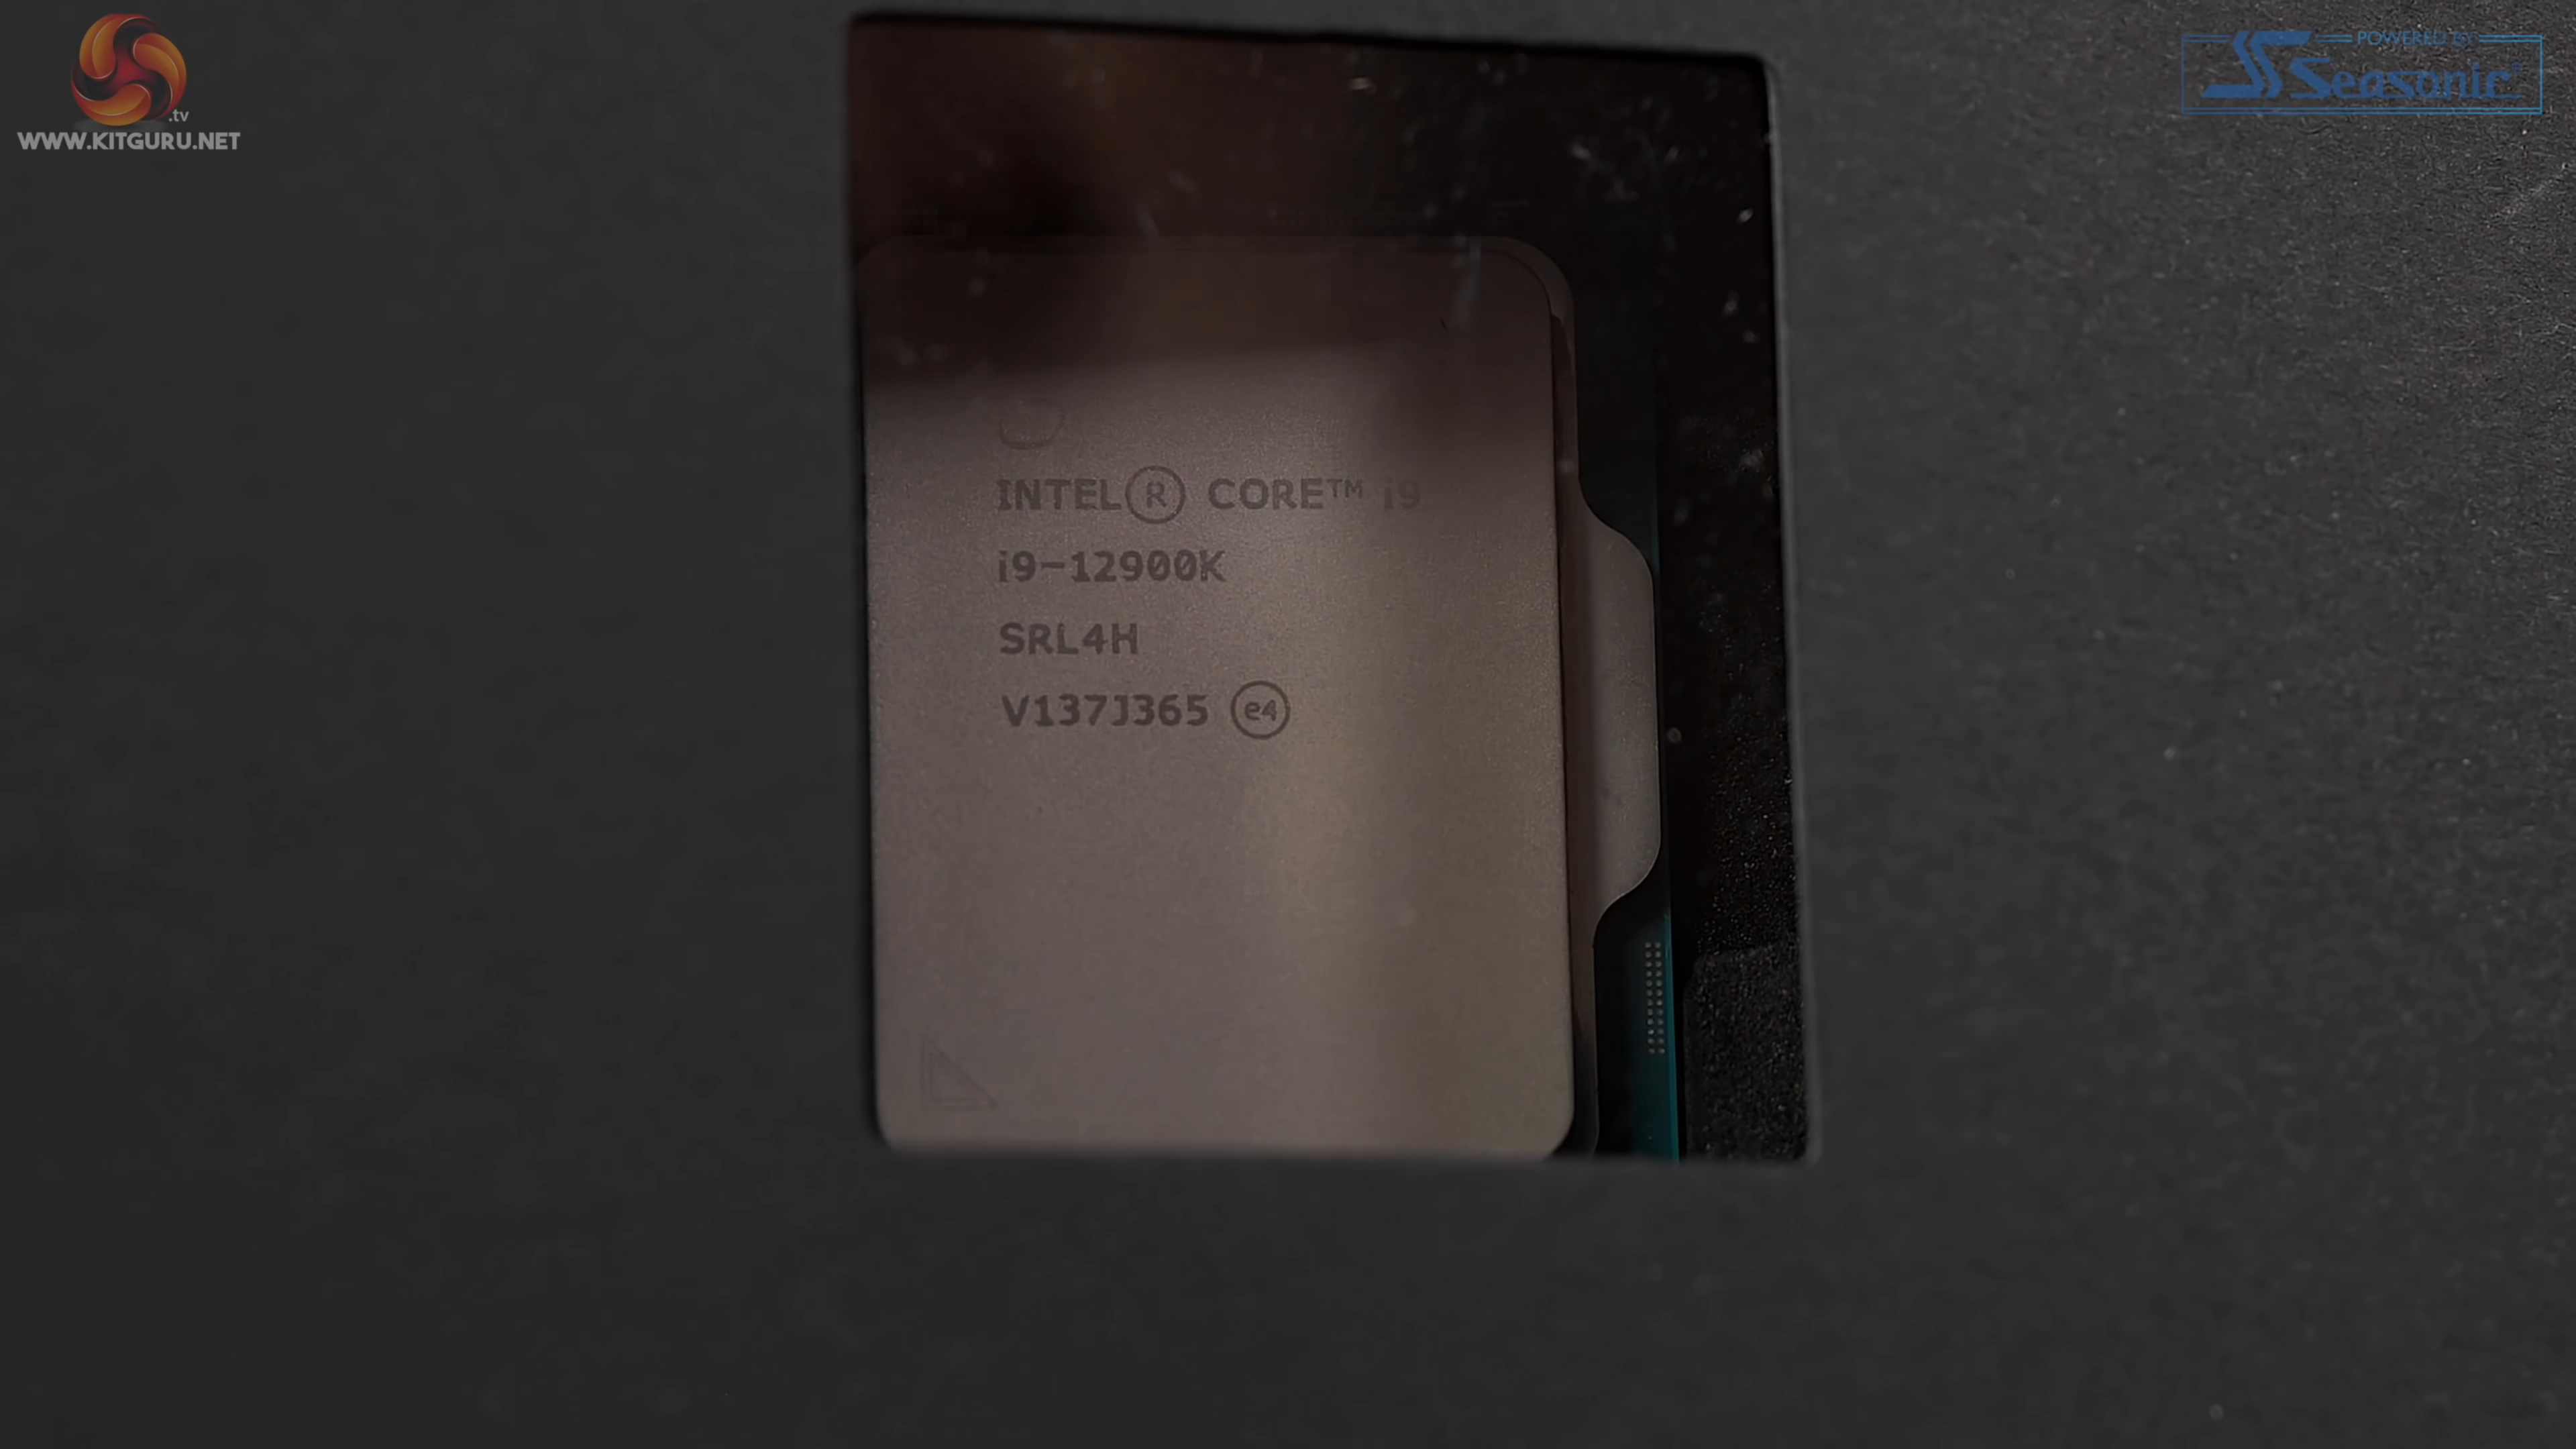 .tv
WWW.KITGURU.NET
POWERED BY
Seasonic®
INTEL® CORE™ i9
i9-12900K
SRL4H
V137J365 e4